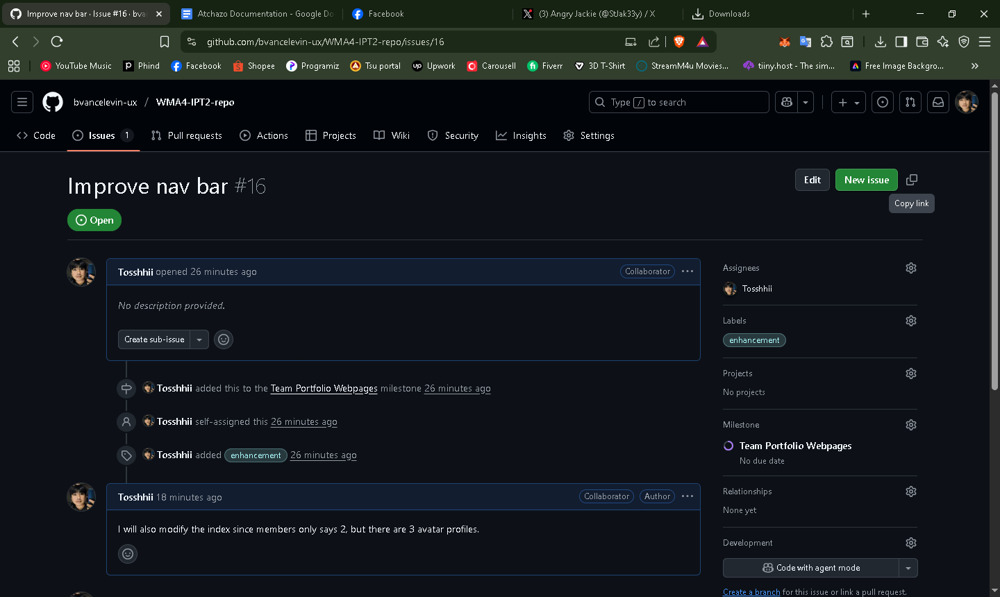 Improve nav bar · Issue #16 · bva
Atchazo Documentation - Google Do
Facebook
(3) Angry Jackie (@StJak33y) / X
Downloads
github.com/bvancelevin-ux/WMA4-IPT2-repo/issues/16
YouTube Music
Phind
Facebook
Shopee
Programiz
Tsu portal
Upwork
Carousell
Fiverr
3D T-Shirt
StreamM4u Movies...
tiiny.host - The sim...
Free Image Backgro...
bvancelevin-ux / WMA4-IPT2-repo
Type / to search
Code
Issues 1
Pull requests
Actions
Projects
Wiki
Security
Insights
Settings
Improve nav bar #16
Edit
New issue
Copy link
Open
Tosshhii opened 26 minutes ago
Collaborator
No description provided.
Create sub-issue
Tosshhii added this to the Team Portfolio Webpages milestone 26 minutes ago
Tosshhii self-assigned this 26 minutes ago
Tosshhii added enhancement 26 minutes ago
Tosshhii 18 minutes ago
Collaborator
Author
I will also modify the index since members only says 2, but there are 3 avatar profiles.
Assignees
Tosshhii
Labels
enhancement
Projects
No projects
Milestone
Team Portfolio Webpages
No due date
Relationships
None yet
Development
Code with agent mode
Create a branch for this issue or link a pull request.